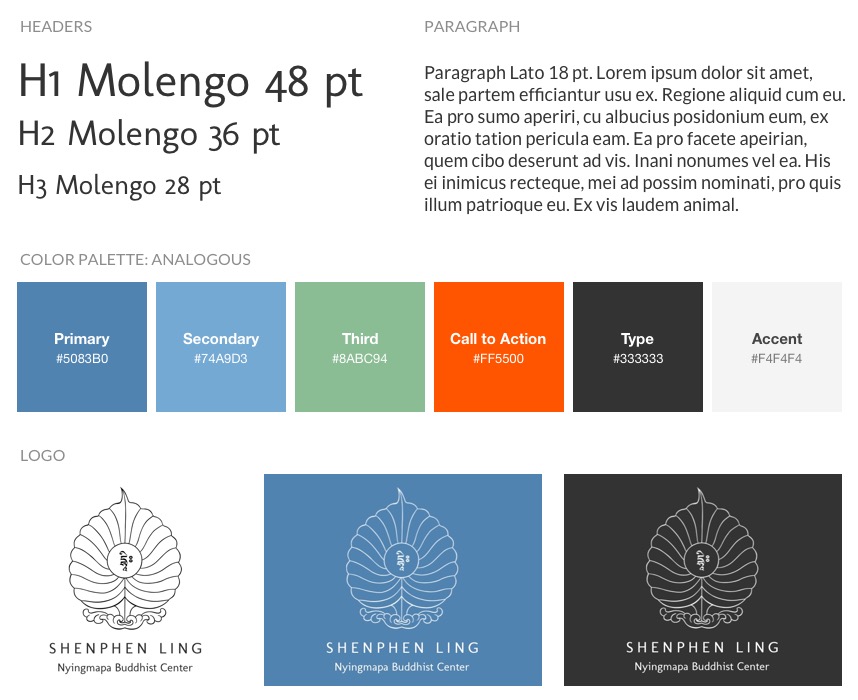 HEADERS
H1 Molengo 48 pt
H2 Molengo 36 pt
H3 Molengo 28 pt
PARAGRAPH
Paragraph Lato 18 pt. Lorem ipsum dolor sit amet,
sale partem efficiantur usu ex. Regione aliquid cum eu.
Ea pro sumo aperiri, cu albucius posidonium eum, ex
oratio tation pericula eam. Ea pro facete apeirian,
quem cibo deserunt ad vis. Inani nonumes vel ea. His
ei inimicus recteque, mei ad possim nominati, pro quis
illum patrioque eu. Ex vis laudem animal.
COLOR PALETTE: ANALOGOUS
Primary
#5083B0
Secondary
#74A9D3
Third
#8ABC94
Call to Action
#FF5500
Type
#333333
Accent
#F4F4F4
LOGO
SHENPHEN LING
Nyingmapa Buddhist Center
SHENPHEN LING
Nyingmapa Buddhist Center
SHENPHEN LING
Nyingmapa Buddhist Center